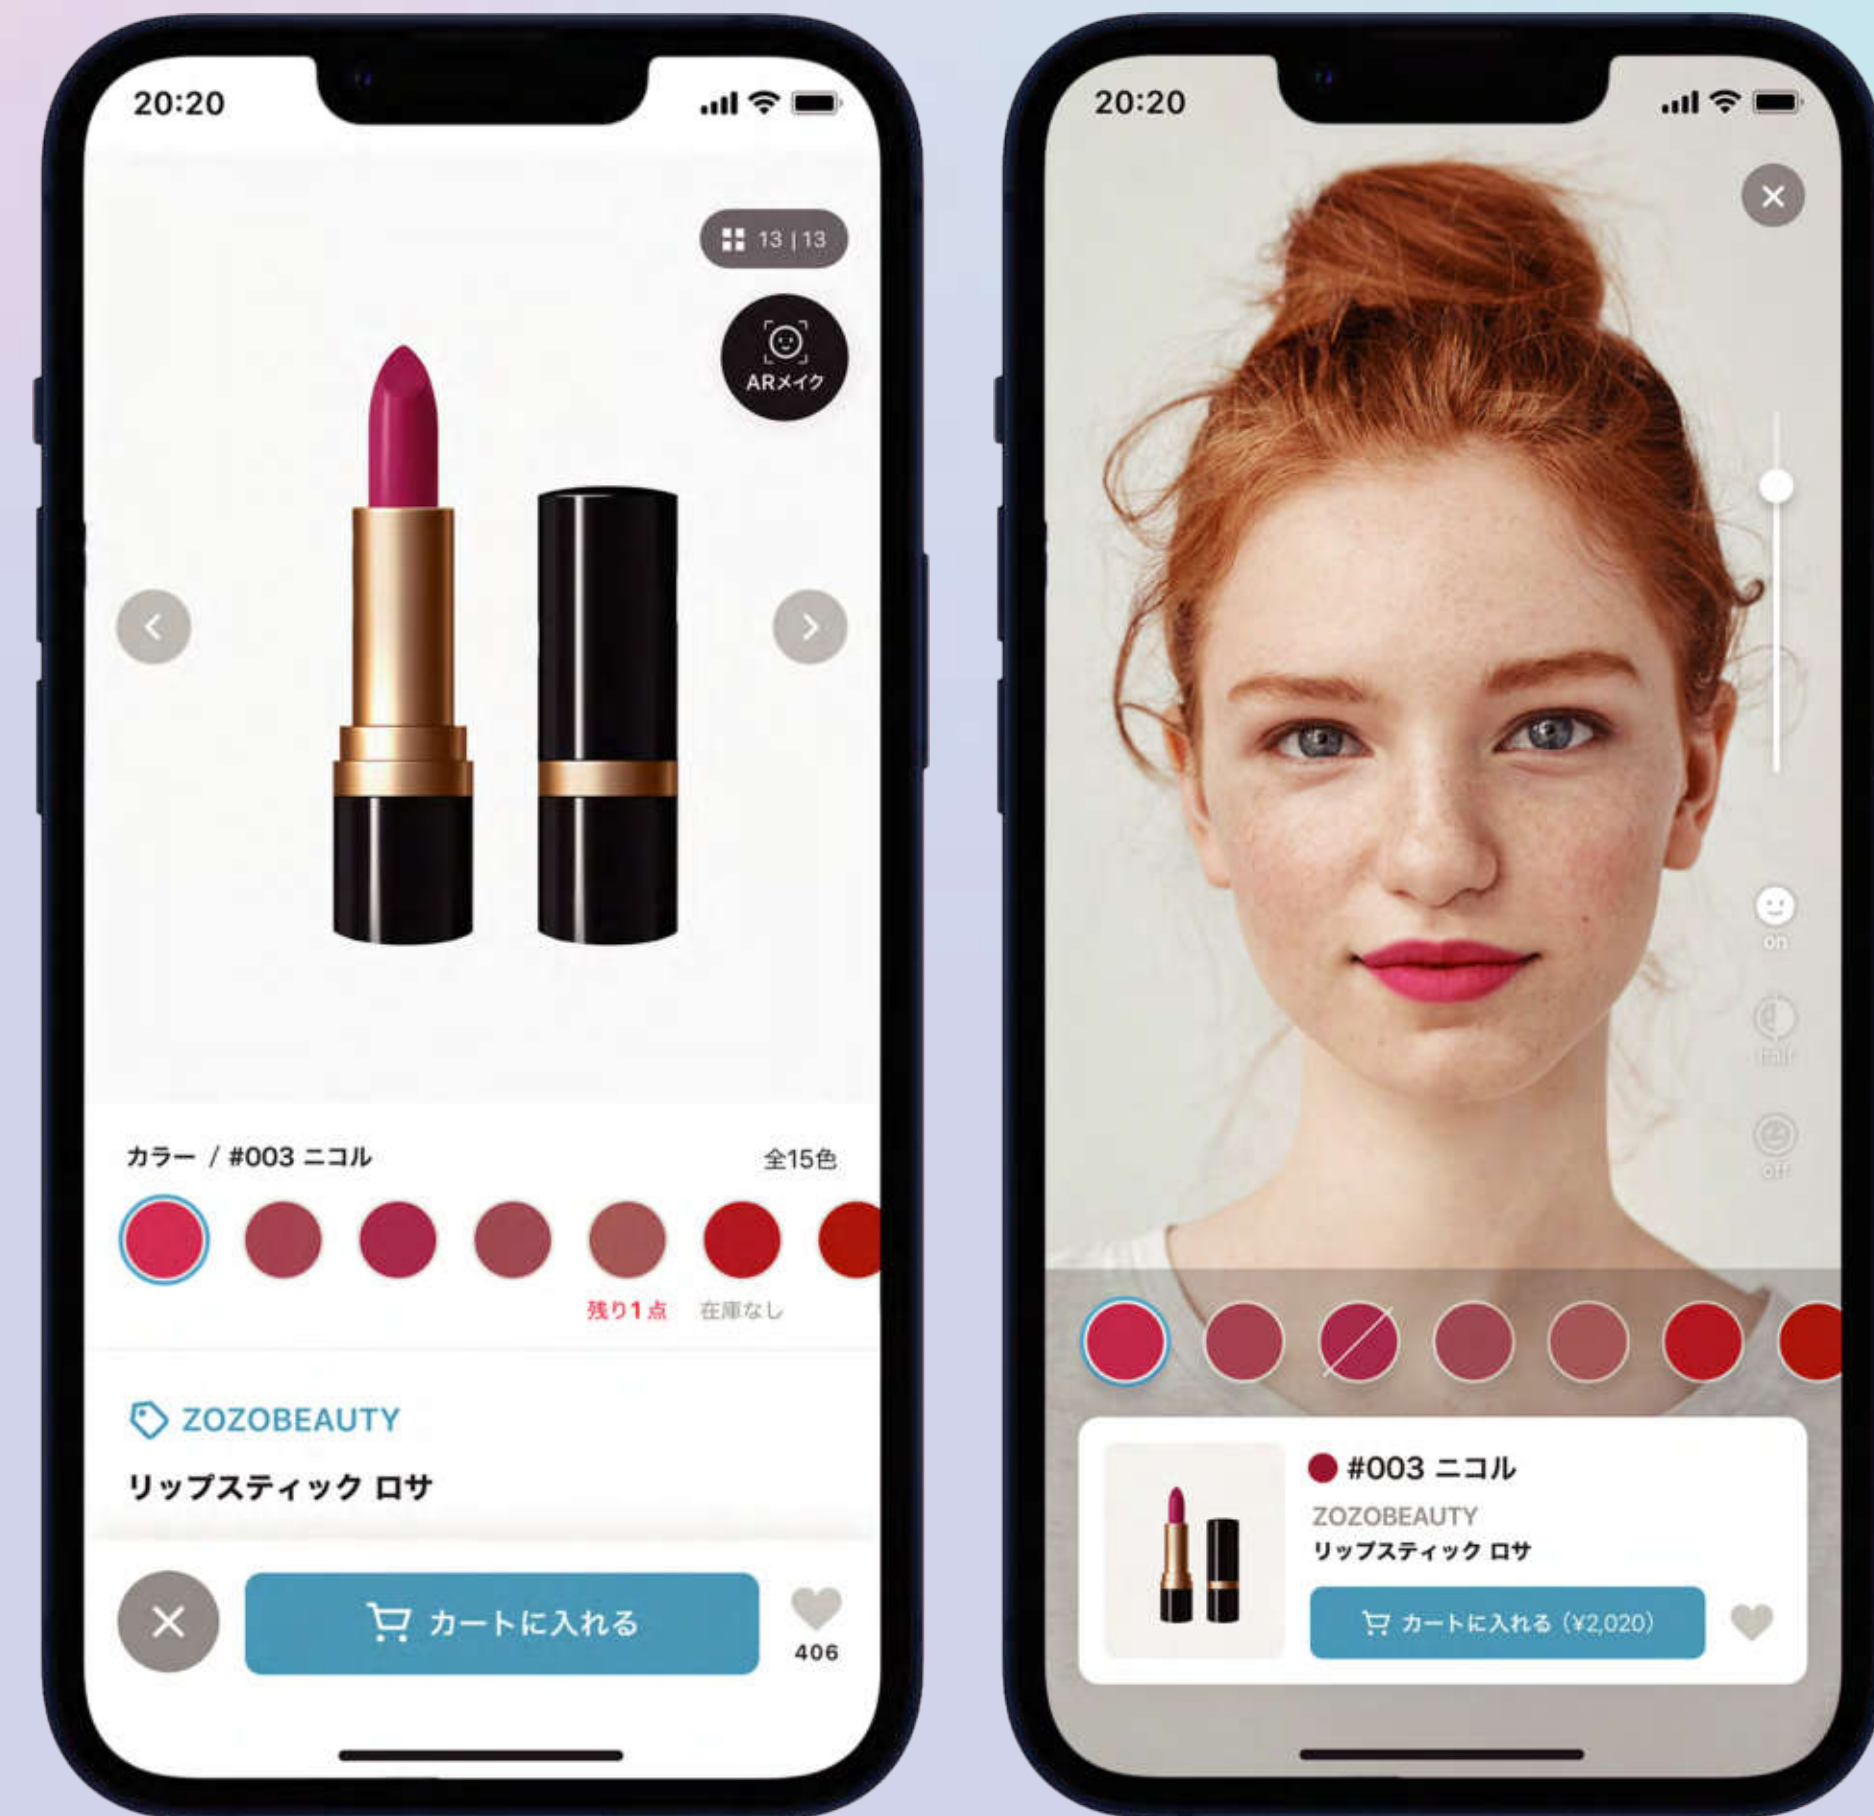 20:20
13 | 13
ARメイク
カラー / #003 ニコル
全15色
残り1点
在庫なし
ZOZOBEAUTY
リップスティック ロサ
カートに入れる
406
20:20
on
half
off
#003 ニコル
ZOZOBEAUTY
リップスティック ロサ
カートに入れる (¥2,020)